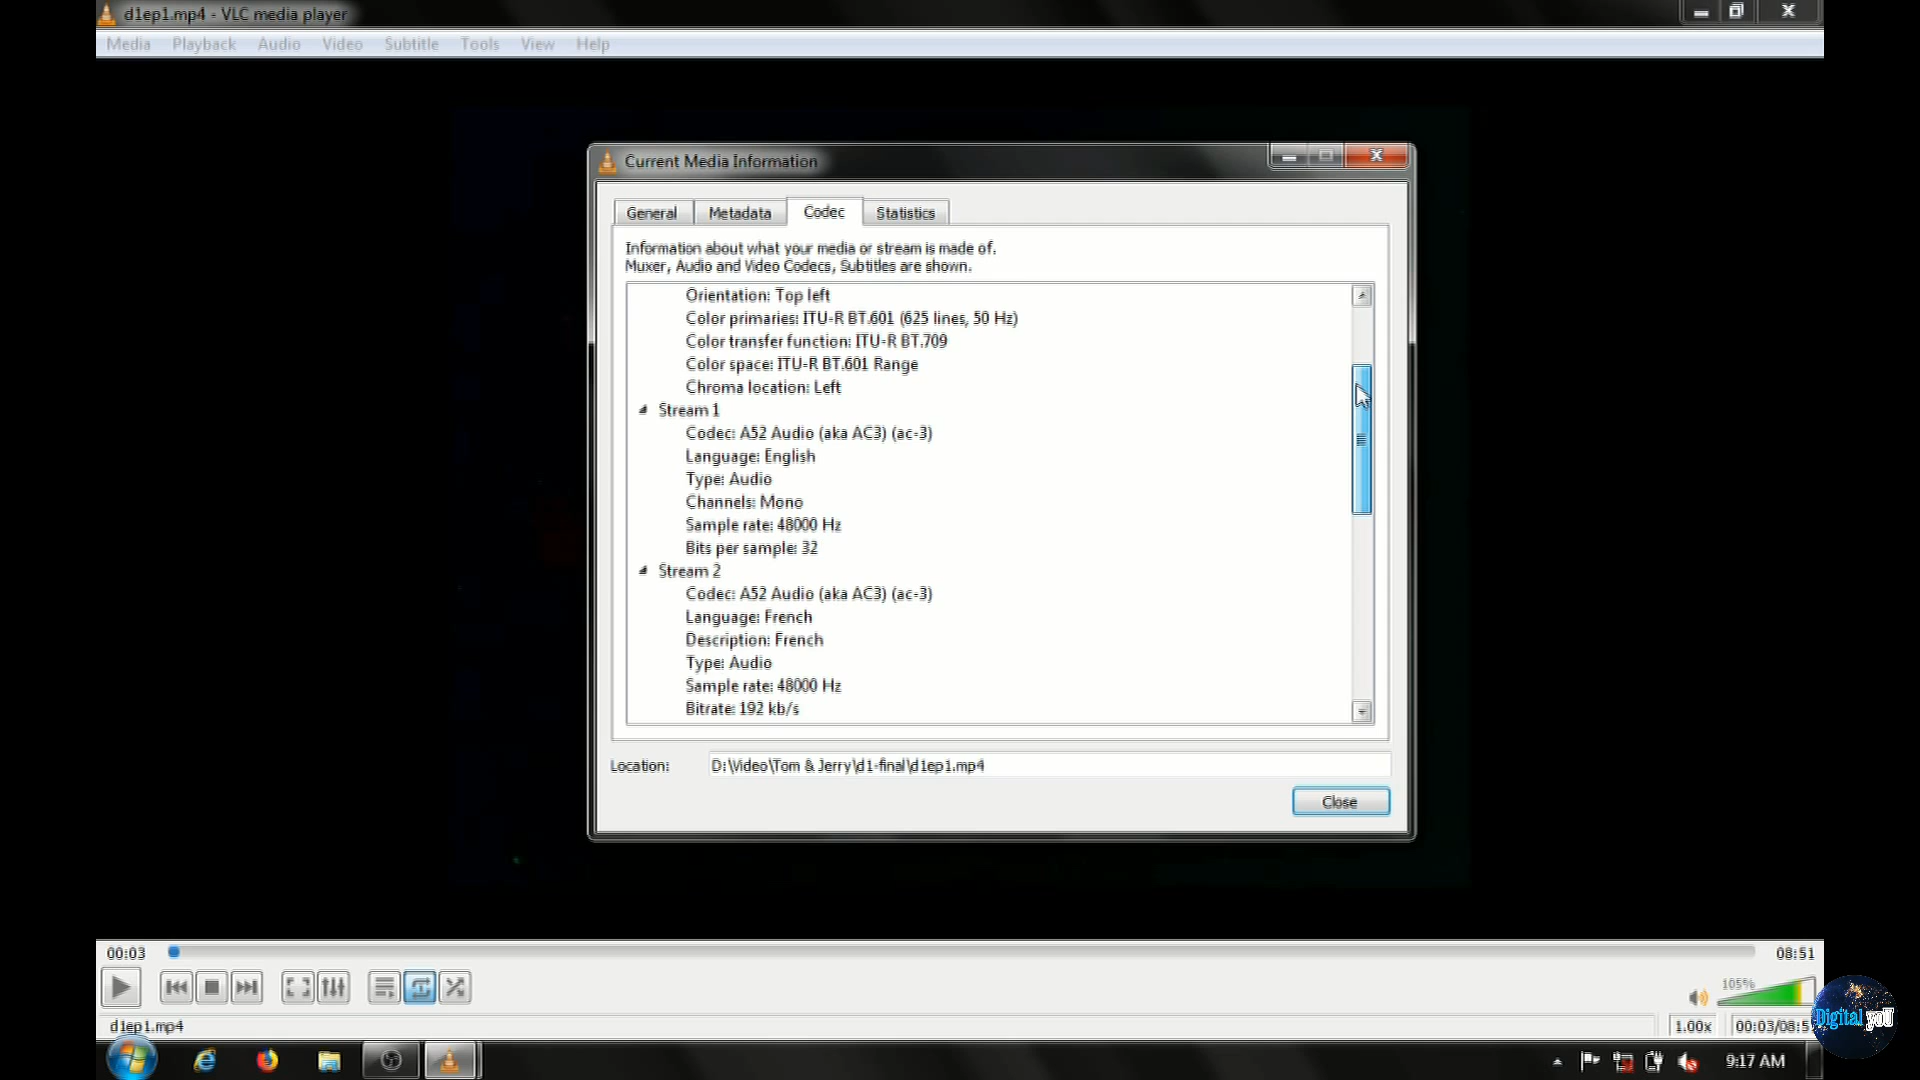 d1ep1.mp4 - VLC media player
Media Playback Audio Video Subtitle Tools View Help
Current Media Information
General Metadata Codec Statistics
Information about what your media or stream is made of.
Muxer, Audio and Video Codecs, Subtitles are shown.
Orientation: Top left
Color primaries: ITU-R BT.601 (625 lines, 50 Hz)
Color transfer function: ITU-R BT.709
Color space: ITU-R BT.601 Range
Chroma location: Left
Stream 1
Codec: A52 Audio (aka AC3) (ac-3)
Language: English
Type: Audio
Channels: Mono
Sample rate: 48000 Hz
Bits per sample: 32
Stream 2
Codec: A52 Audio (aka AC3) (ac-3)
Language: French
Description: French
Type: Audio
Sample rate: 48000 Hz
Bitrate: 192 kb/s
Location: D:\Video\Tom & Jerry\d1-final\d1ep1.mp4
Close
00:03 08:51
105%
d1ep1.mp4 1.00x 00:03/08:5
Digital yoU
9:17 AM